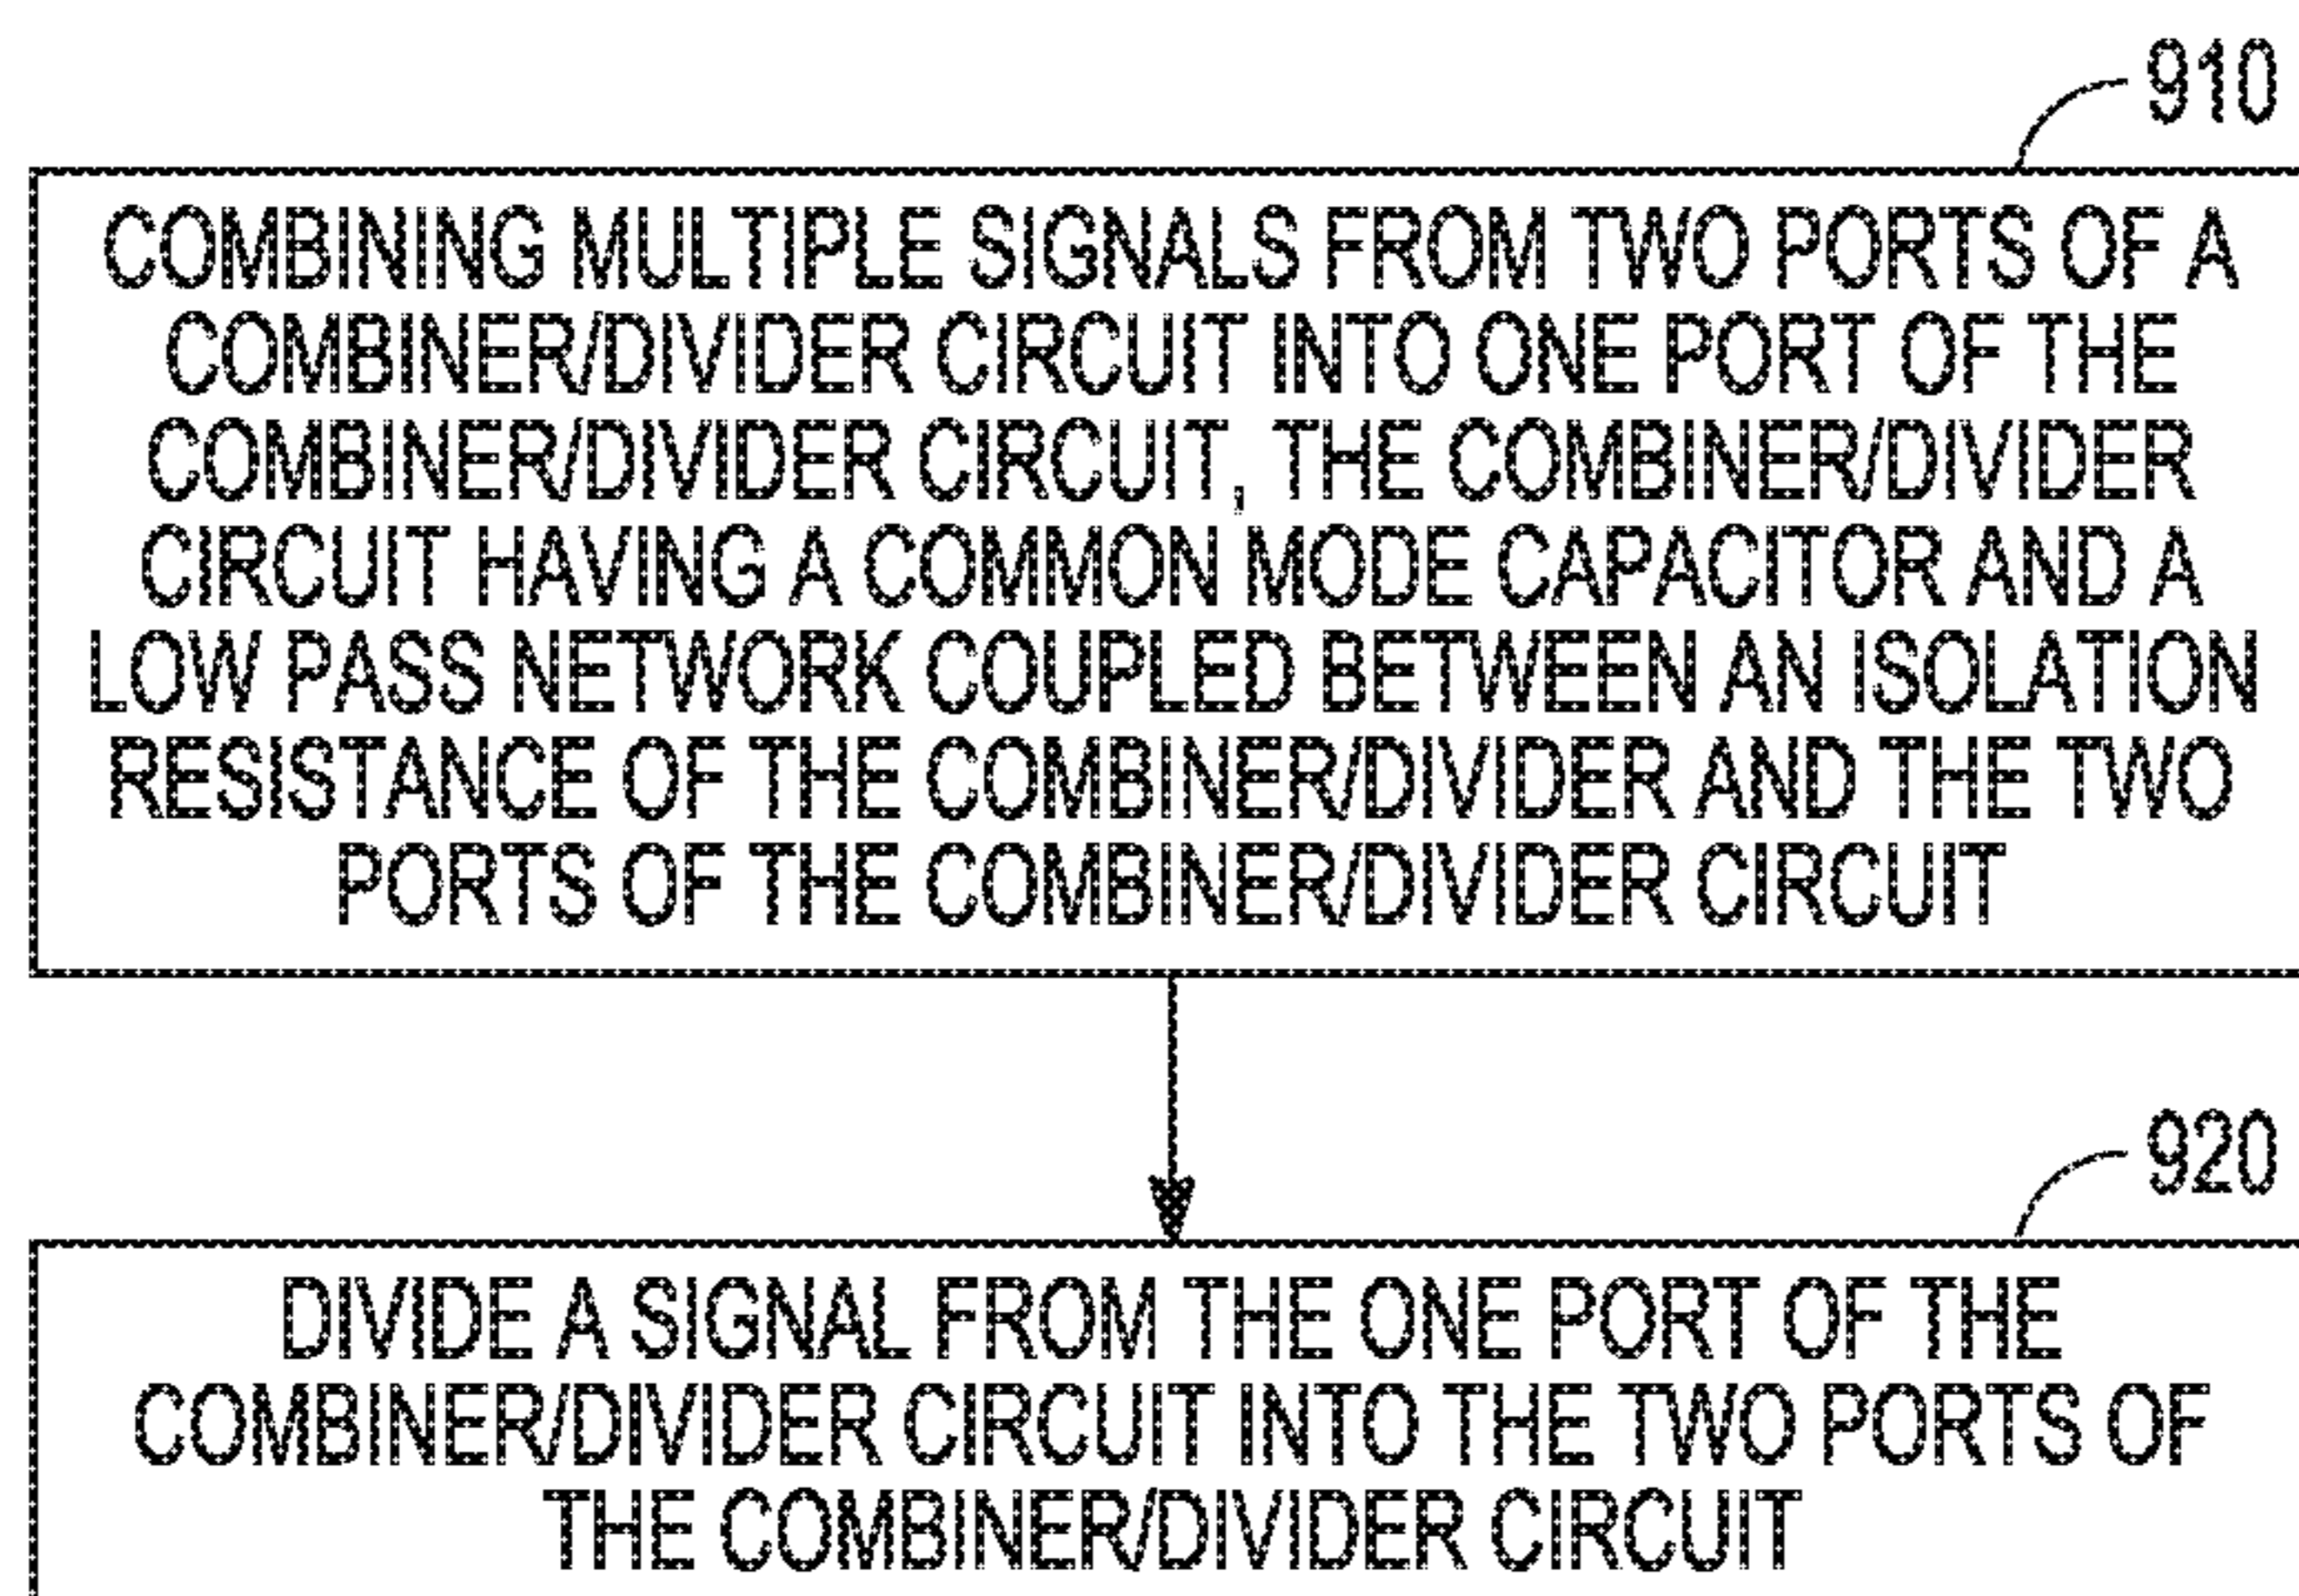 910
COMBINING MULTIPLE SIGNALS FROM TWO PORTS OF A
COMBINER/DIVIDER CIRCUIT INTO ONE PORT OF THE
COMBINER/DIVIDER CIRCUIT, THE COMBINER/DIVIDER
CIRCUIT HAVING A COMMON MODE CAPACITOR AND A
LOW PASS NETWORK COUPLED BETWEEN AN ISOLATION
RESISTANCE OF THE COMBINER/DIVIDER AND THE TWO
PORTS OF THE COMBINER/DIVIDER CIRCUIT
920
DIVIDE A SIGNAL FROM THE ONE PORT OF THE
COMBINER/DIVIDER CIRCUIT INTO THE TWO PORTS OF
THE COMBINER/DIVIDER CIRCUIT